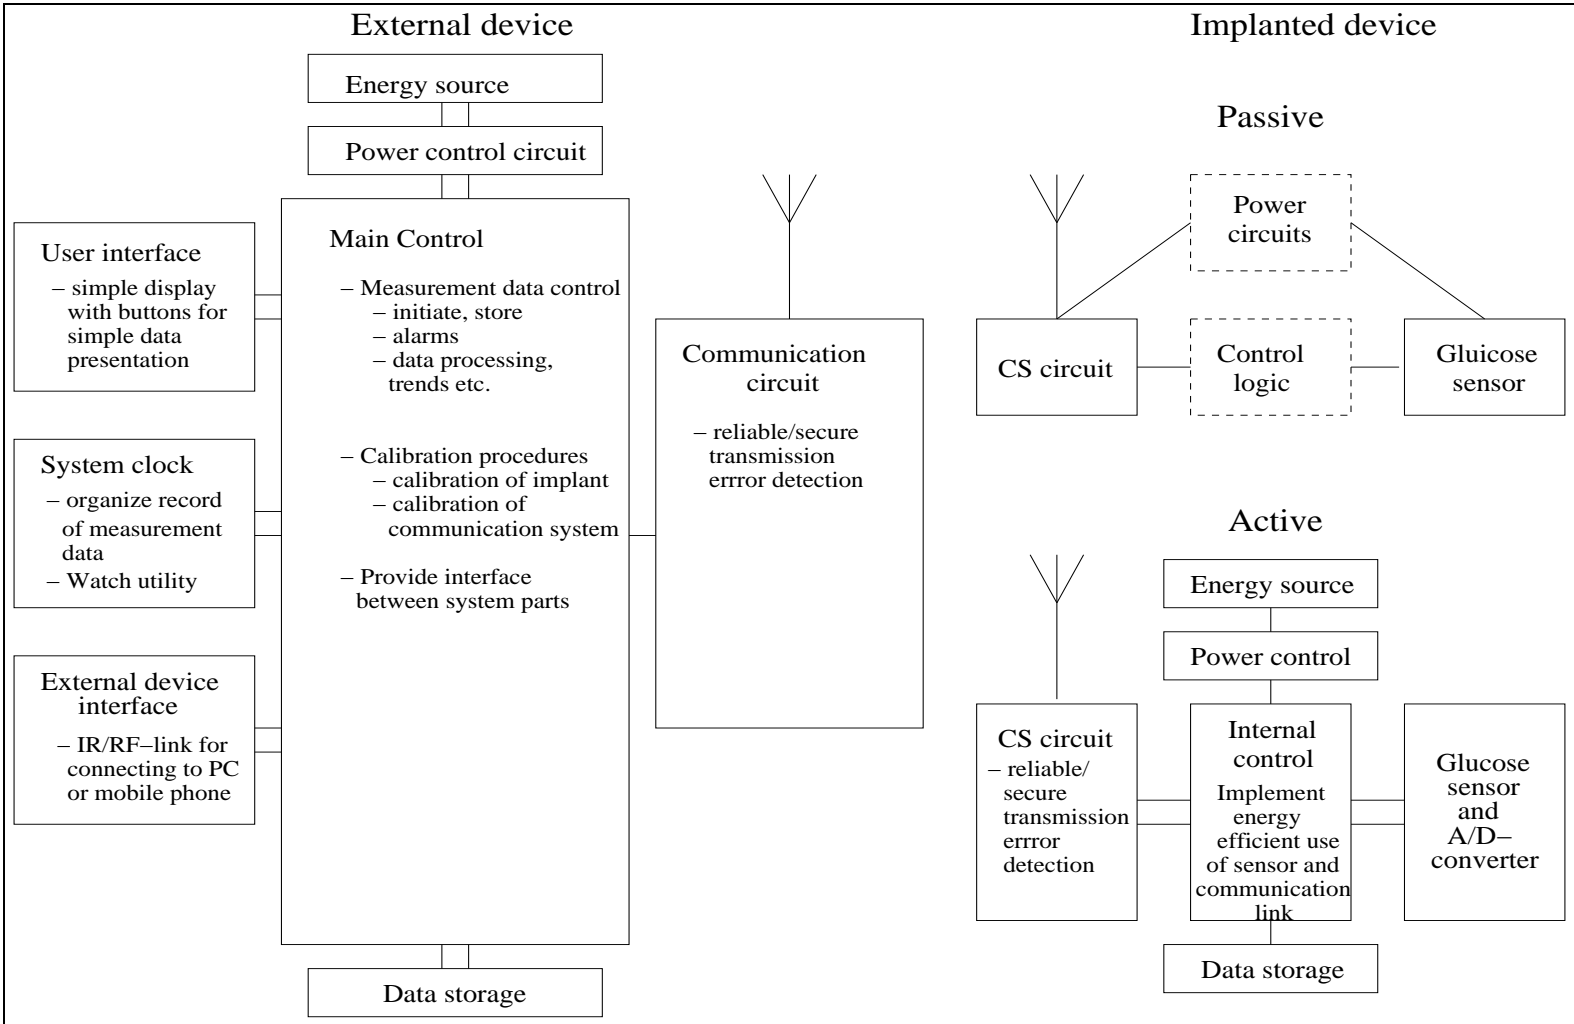 External device
Energy source
Power control circuit
User interface
– simple display
with buttons for
simple data
presentation
System clock
– organize record
of measurement
data
– Watch utility
External device
interface
– IR/RF–link for
connecting to PC
or mobile phone
Main Control
– Measurement data control
– initiate, store
– alarms
– data processing,
trends etc.
– Calibration procedures
– calibration of implant
– calibration of
communication system
– Provide interface
between system parts
Data storage
Communication
circuit
– reliable/secure
transmission
errror detection
Implanted device
Passive
Power
circuits
CS circuit
Control
logic
Gluicose
sensor
Active
Energy source
Power control
CS circuit
– reliable/
secure
transmission
errror
detection
Internal
control
Implement
energy
efficient use
of sensor and
communication
link
Glucose
sensor
and
A/D–
converter
Data storage